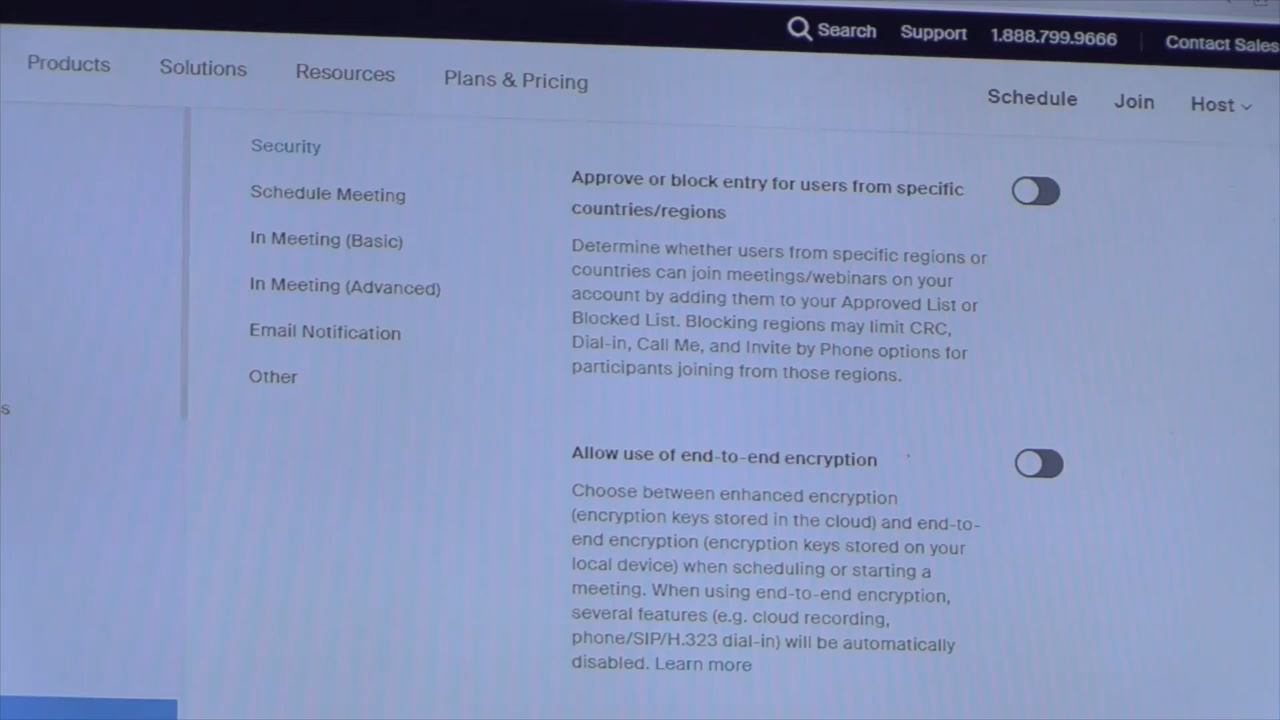 Search Support 1.888.799.9666 Contact Sales
Products Solutions Resources Plans & Pricing
Schedule Join Host
Security
Schedule Meeting
In Meeting (Basic)
In Meeting (Advanced)
Email Notification
Other
s
Approve or block entry for users from specific
countries/regions
Determine whether users from specific regions or
countries can join meetings/webinars on your
account by adding them to your Approved List or
Blocked List. Blocking regions may limit CRC,
Dial-in, Call Me, and Invite by Phone options for
participants joining from those regions.
Allow use of end-to-end encryption
Choose between enhanced encryption
(encryption keys stored in the cloud) and end-to-
end encryption (encryption keys stored on your
local device) when scheduling or starting a
meeting. When using end-to-end encryption,
several features (e.g. cloud recording,
phone/SIP/H.323 dial-in) will be automatically
disabled. Learn more